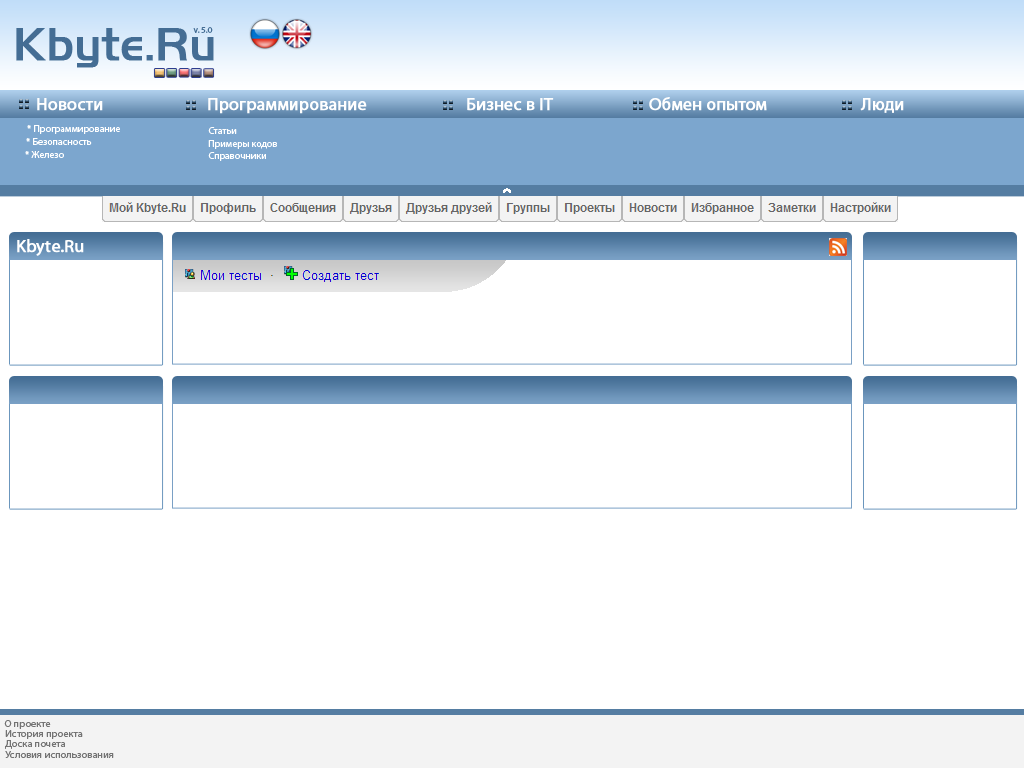 Kbyte.Ru v.5.0
Новости Программирование Бизнес в IT Обмен опытом Люди
* Программирование
* Безопасность
* Железо
Статьи
Примеры кодов
Справочники
Мой Kbyte.Ru Профиль Сообщения Друзья Друзья друзей Группы Проекты Новости Избранное Заметки Настройки
Kbyte.Ru
Мои тесты - Создать тест
О проекте
История проекта
Доска почета
Условия использования